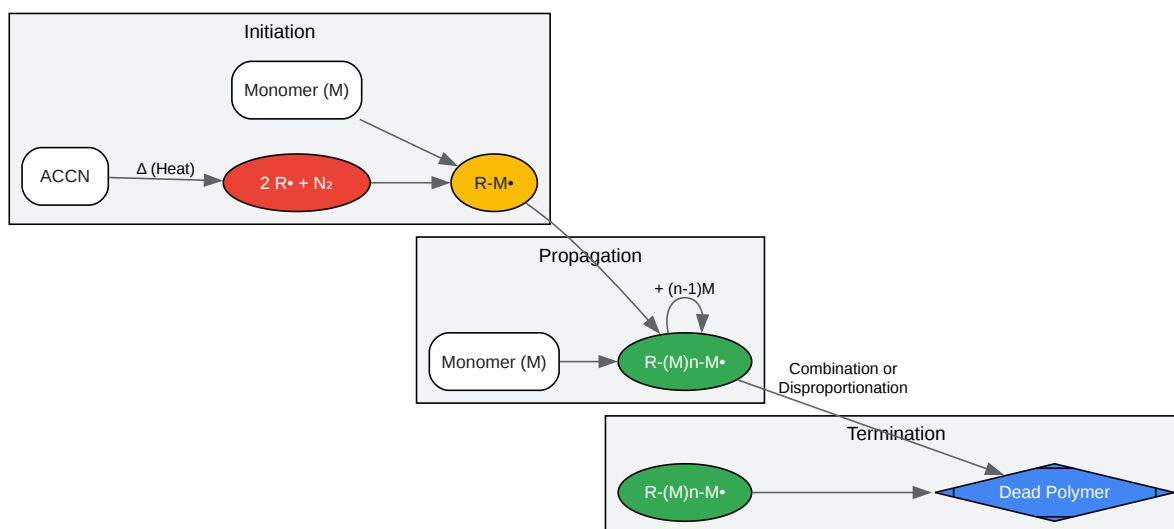 Initiation
Monomer (M)
ACCN
Δ (Heat)
2 R• + N₂
R-M•
Propagation
+ (n-1)M
Monomer (M)
R-(M)n-M•
Combination or
Disproportionation
Termination
R-(M)n-M•
Dead Polymer